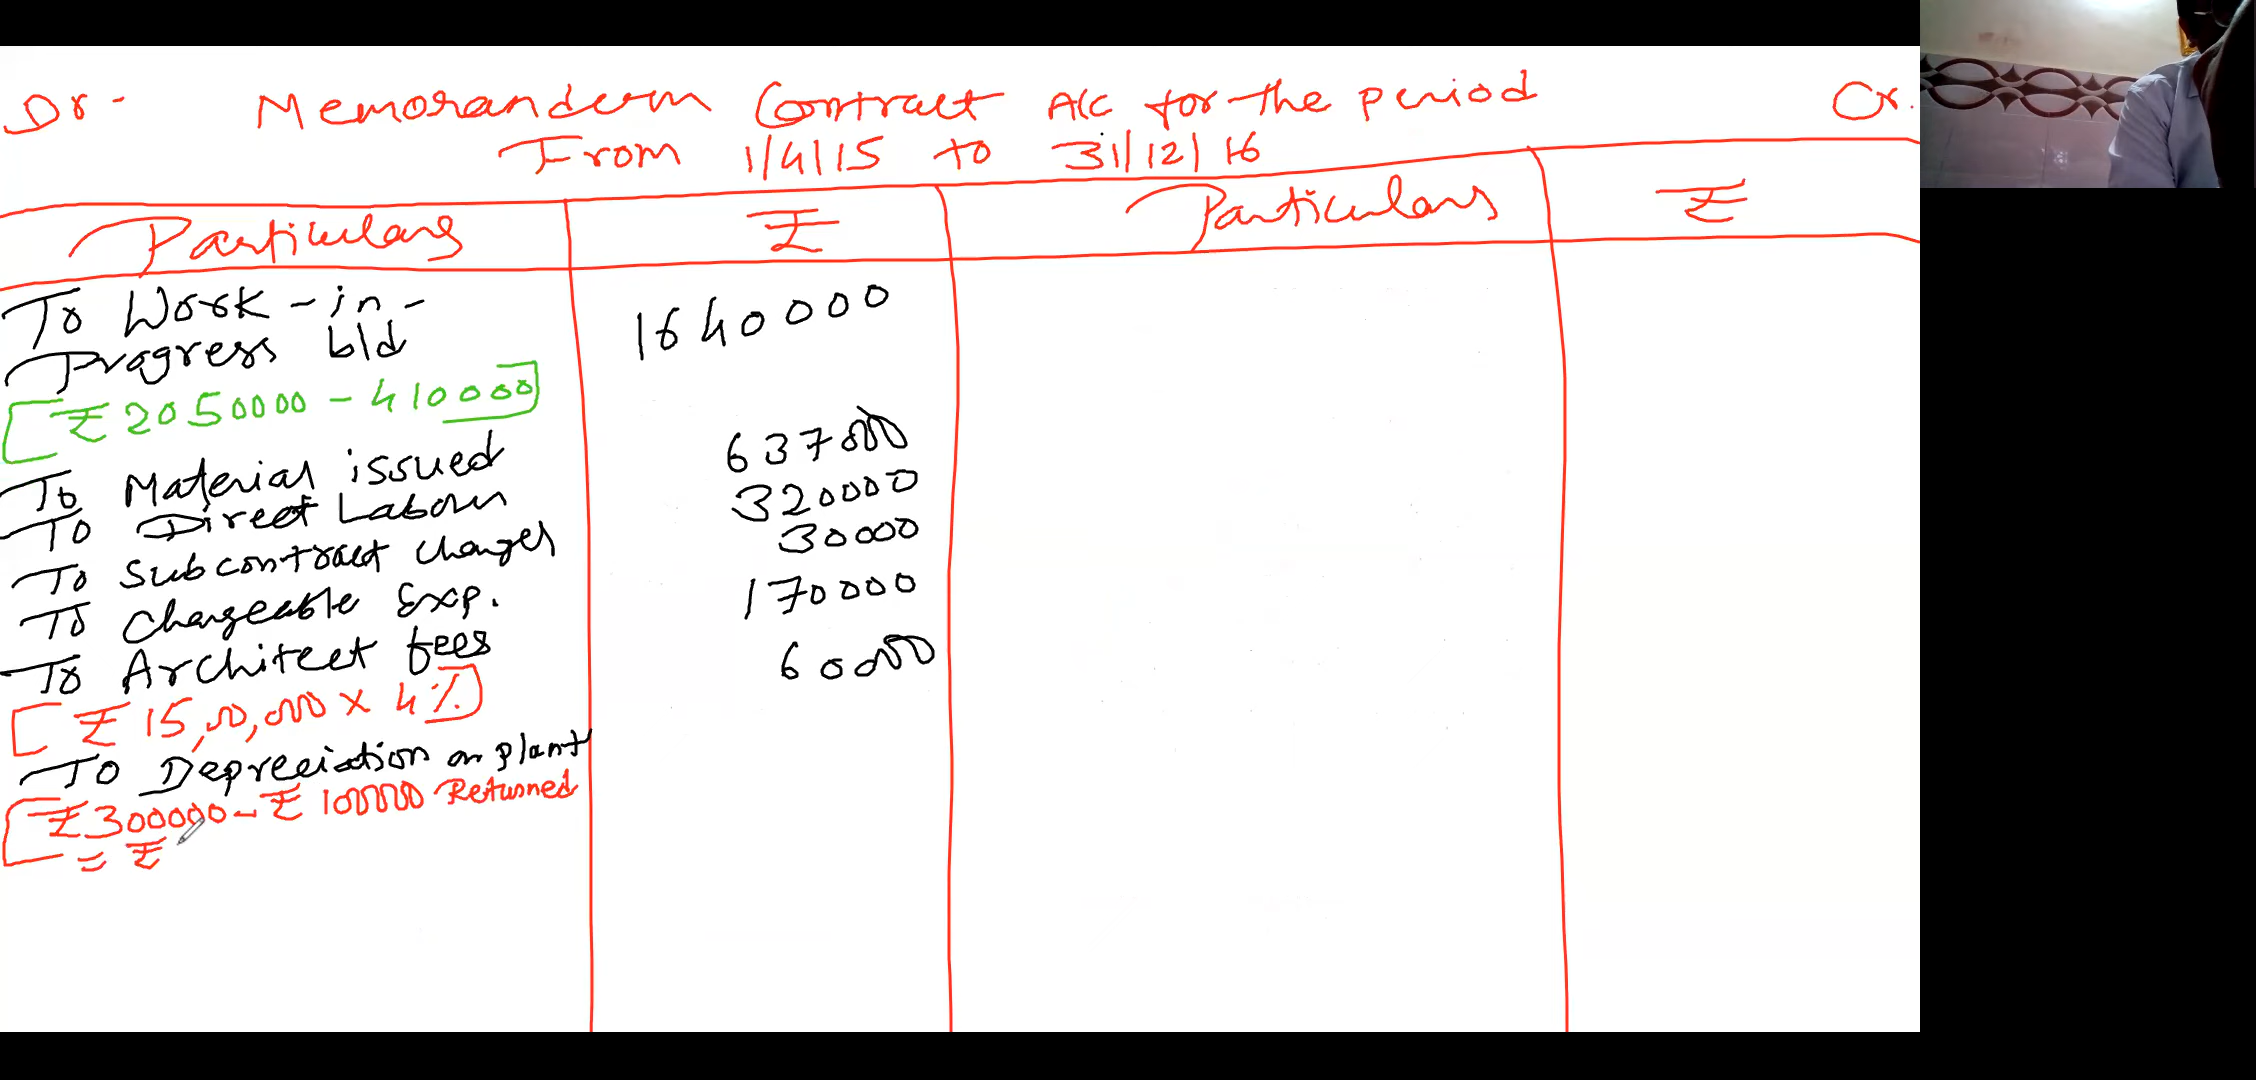 Dr. Memorandum Contract A/C for the period Cr.
From 1/4/15 to 31/12/16
Particulars ₹ Particulars ₹
To Work-in-
Progress b/d 1640000
[₹ 2050000 - 410000]
To Material issued 637000
To Direct Labour 320000
To Subcontract charges 30000
To Chargeable Exp. 170000
To Architect fees 60000
[₹ 15,00,000 x 4%]
To Depreciation on plant
[₹300000 - ₹ 100000 Returned
= ₹